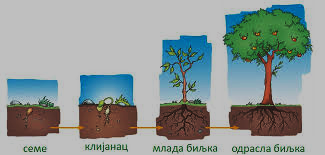 семе
клијанац
млада биљка
одрасла биљка